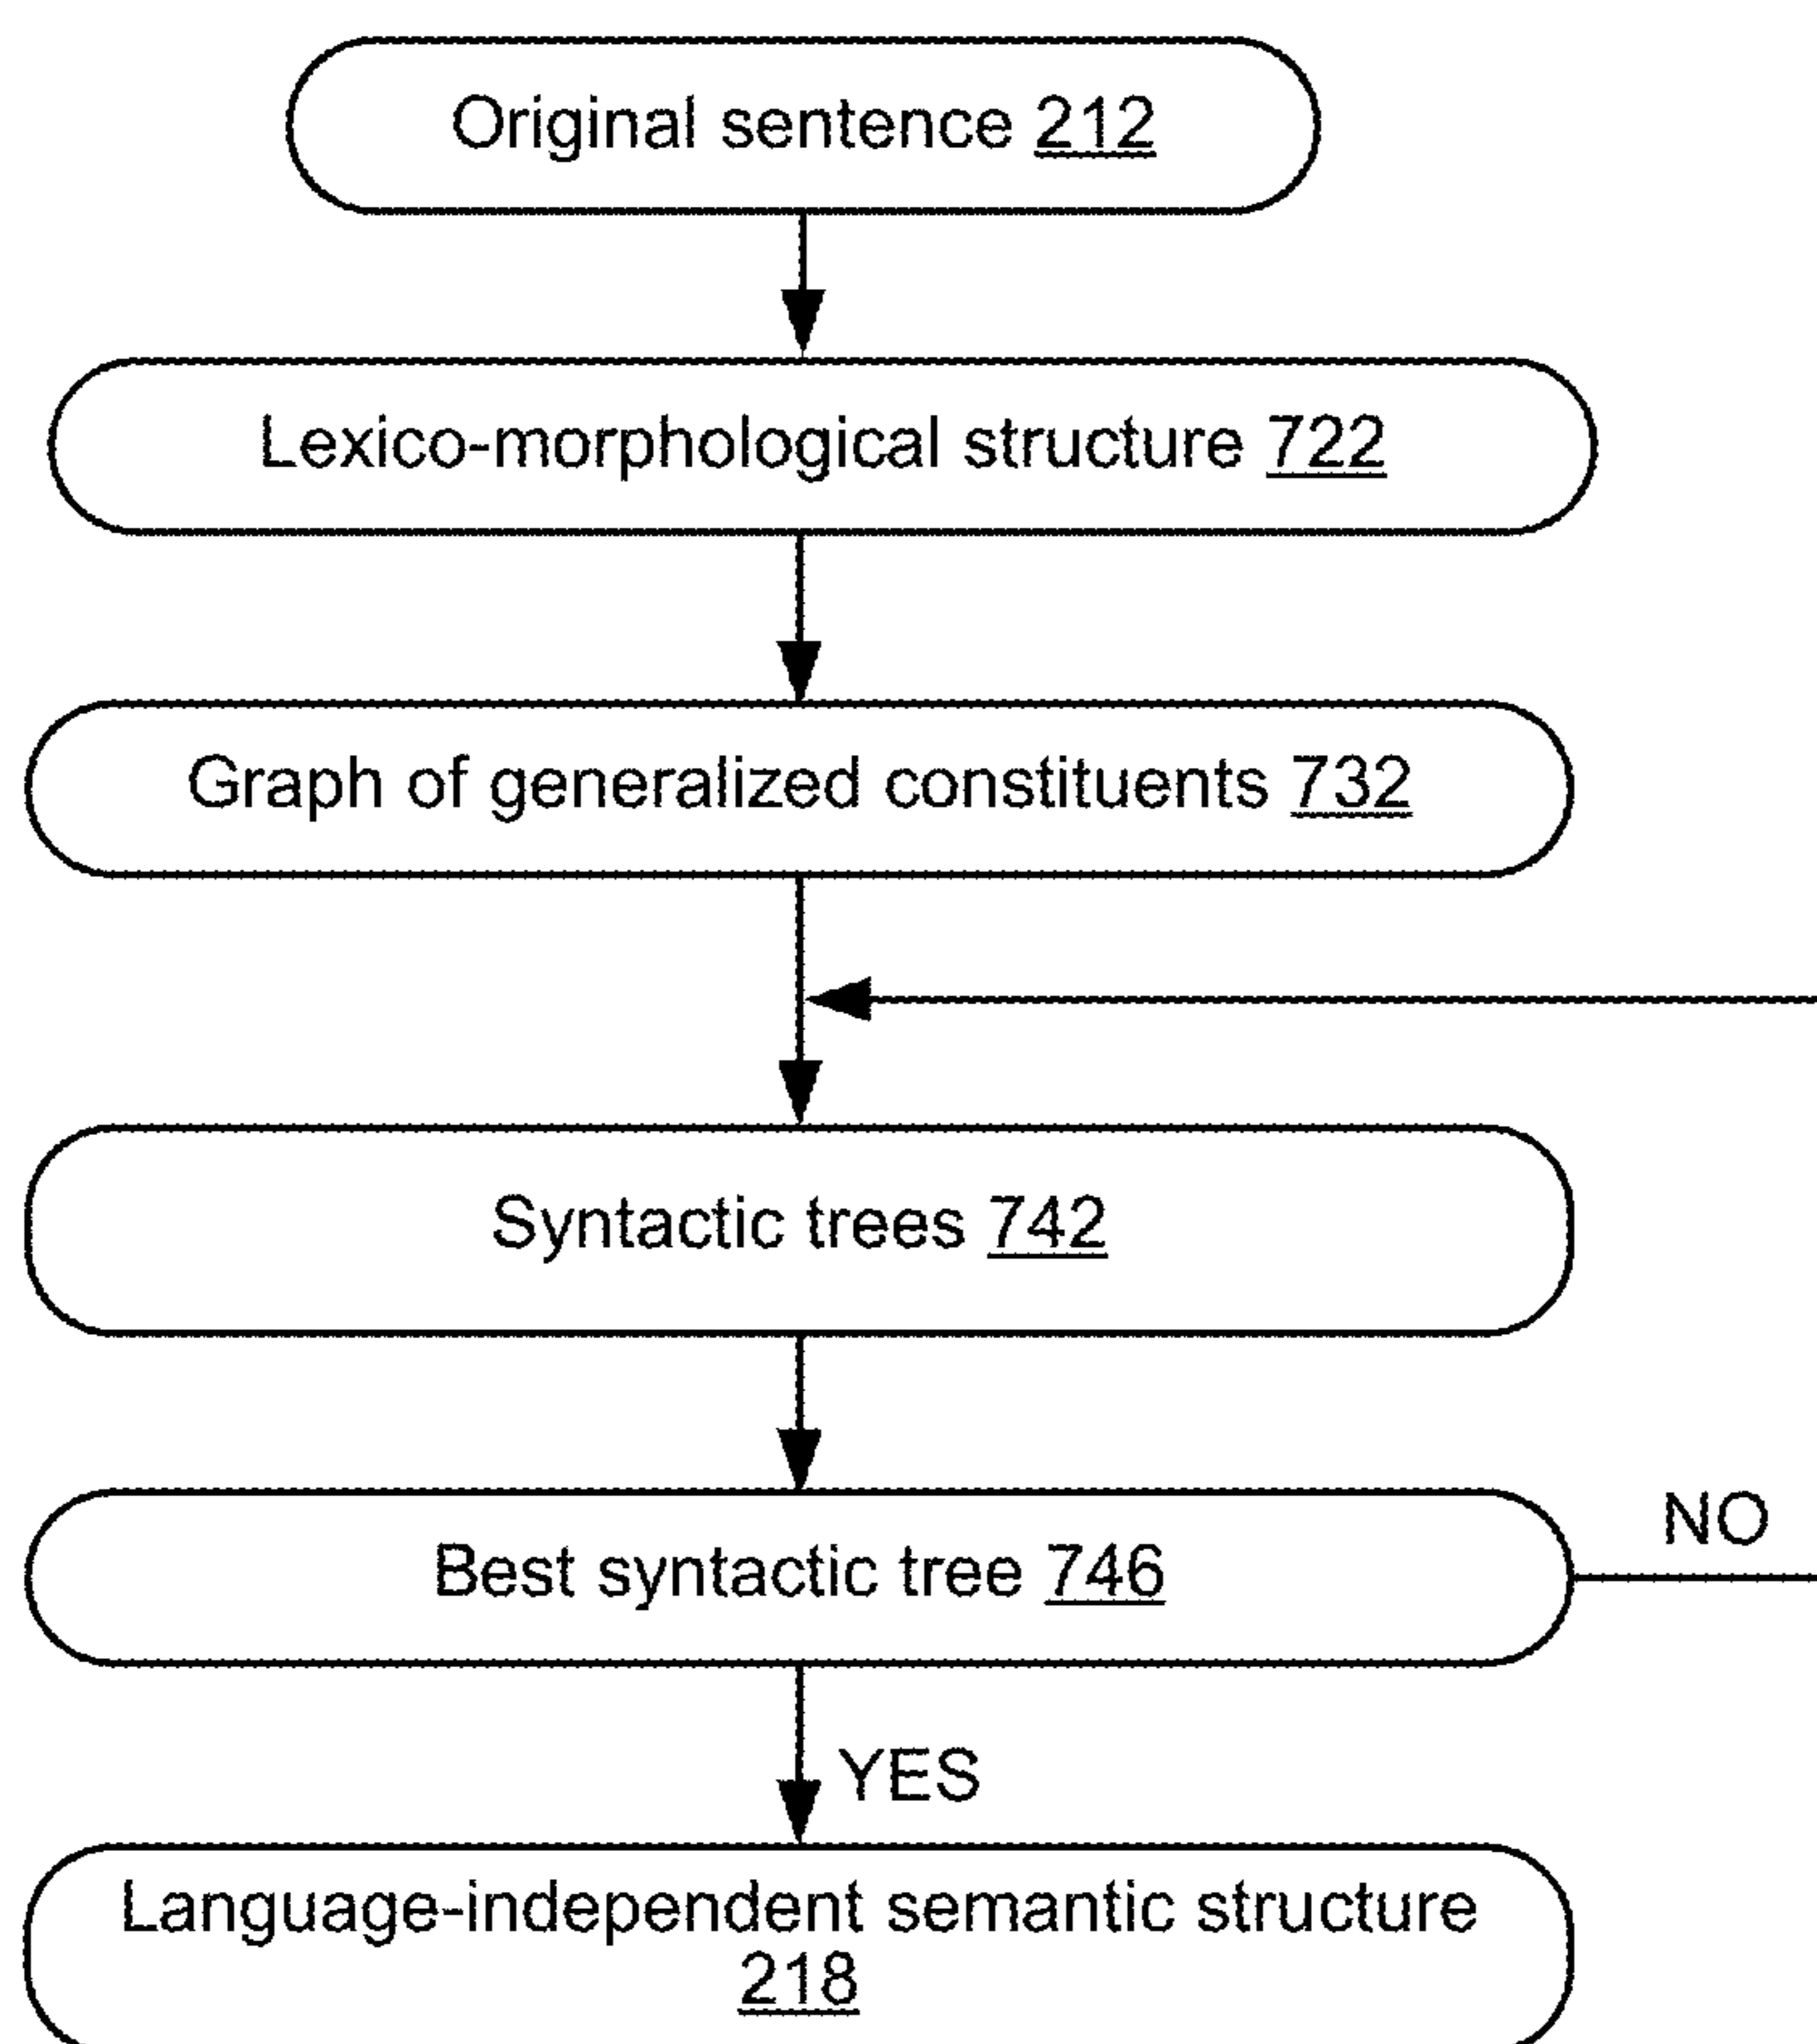 Original sentence 212
Lexico-morphological structure 722
Graph of generalized constituents 732
Syntactic trees 742
Best syntactic tree 746
NO
YES
Language-independent semantic structure
218